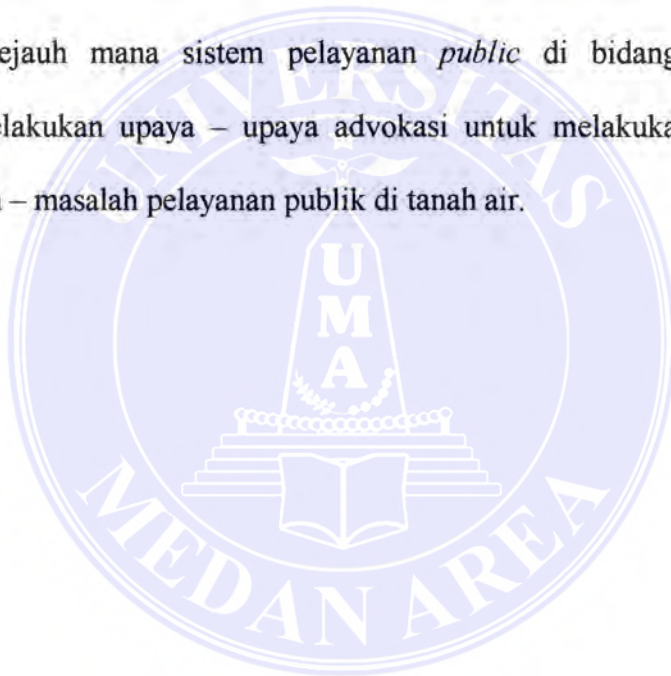 ejauh mana sistem pelayanan public di bidang
elakukan upaya – upaya advokasi untuk melakuka
– masalah pelayanan publik di tanah air.
UNIVERSITAS
U
M
A
MEDAN AREA